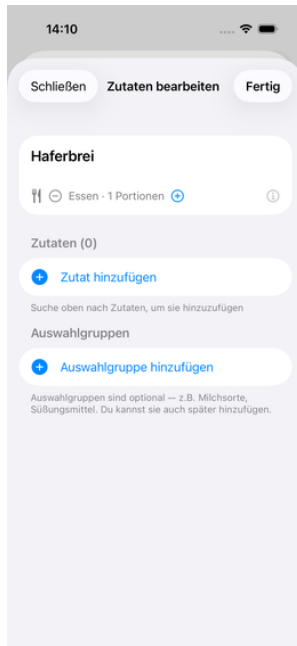 14:10
Schließen Zutaten bearbeiten Fertig
Haferbrei
Essen · 1 Portionen
Zutaten (0)
Zutat hinzufügen
Suche oben nach Zutaten, um sie hinzuzufügen
Auswahlgruppen
Auswahlgruppe hinzufügen
Auswahlgruppen sind optional — z.B. Milchsorte,
Süßungsmittel. Du kannst sie auch später hinzufügen.